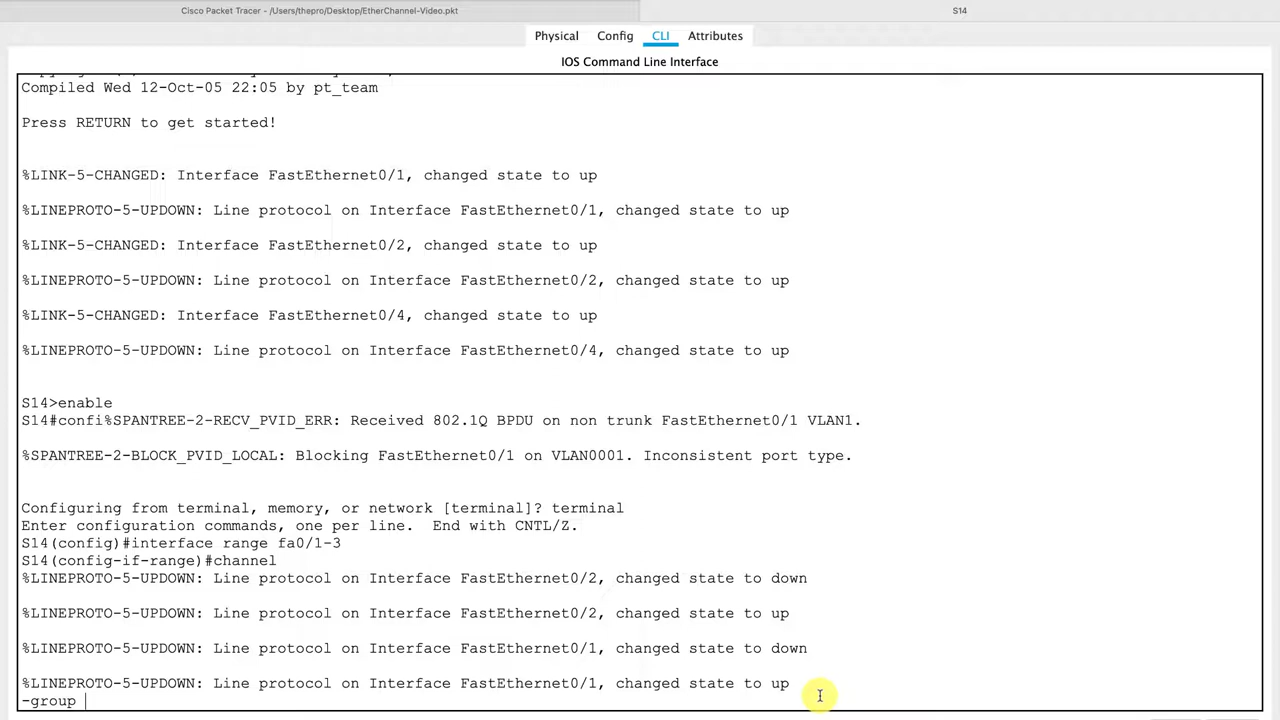 Cisco Packet Tracer - /Users/thepro/Desktop/EtherChannel-Video.pkt
S14
Physical Config CLI Attributes
IOS Command Line Interface
Compiled Wed 12-Oct-05 22:05 by pt_team
Press RETURN to get started!
%LINK-5-CHANGED: Interface FastEthernet0/1, changed state to up
%LINEPROTO-5-UPDOWN: Line protocol on Interface FastEthernet0/1, changed state to up
%LINK-5-CHANGED: Interface FastEthernet0/2, changed state to up
%LINEPROTO-5-UPDOWN: Line protocol on Interface FastEthernet0/2, changed state to up
%LINK-5-CHANGED: Interface FastEthernet0/4, changed state to up
%LINEPROTO-5-UPDOWN: Line protocol on Interface FastEthernet0/4, changed state to up
S14>enable
S14#confi%SPANTREE-2-RECV_PVID_ERR: Received 802.1Q BPDU on non trunk FastEthernet0/1 VLAN1.
%SPANTREE-2-BLOCK_PVID_LOCAL: Blocking FastEthernet0/1 on VLAN0001. Inconsistent port type.
Configuring from terminal, memory, or network [terminal]? terminal
Enter configuration commands, one per line. End with CNTL/Z.
S14(config)#interface range fa0/1-3
S14(config-if-range)#channel
%LINEPROTO-5-UPDOWN: Line protocol on Interface FastEthernet0/2, changed state to down
%LINEPROTO-5-UPDOWN: Line protocol on Interface FastEthernet0/2, changed state to up
%LINEPROTO-5-UPDOWN: Line protocol on Interface FastEthernet0/1, changed state to down
%LINEPROTO-5-UPDOWN: Line protocol on Interface FastEthernet0/1, changed state to up
-group